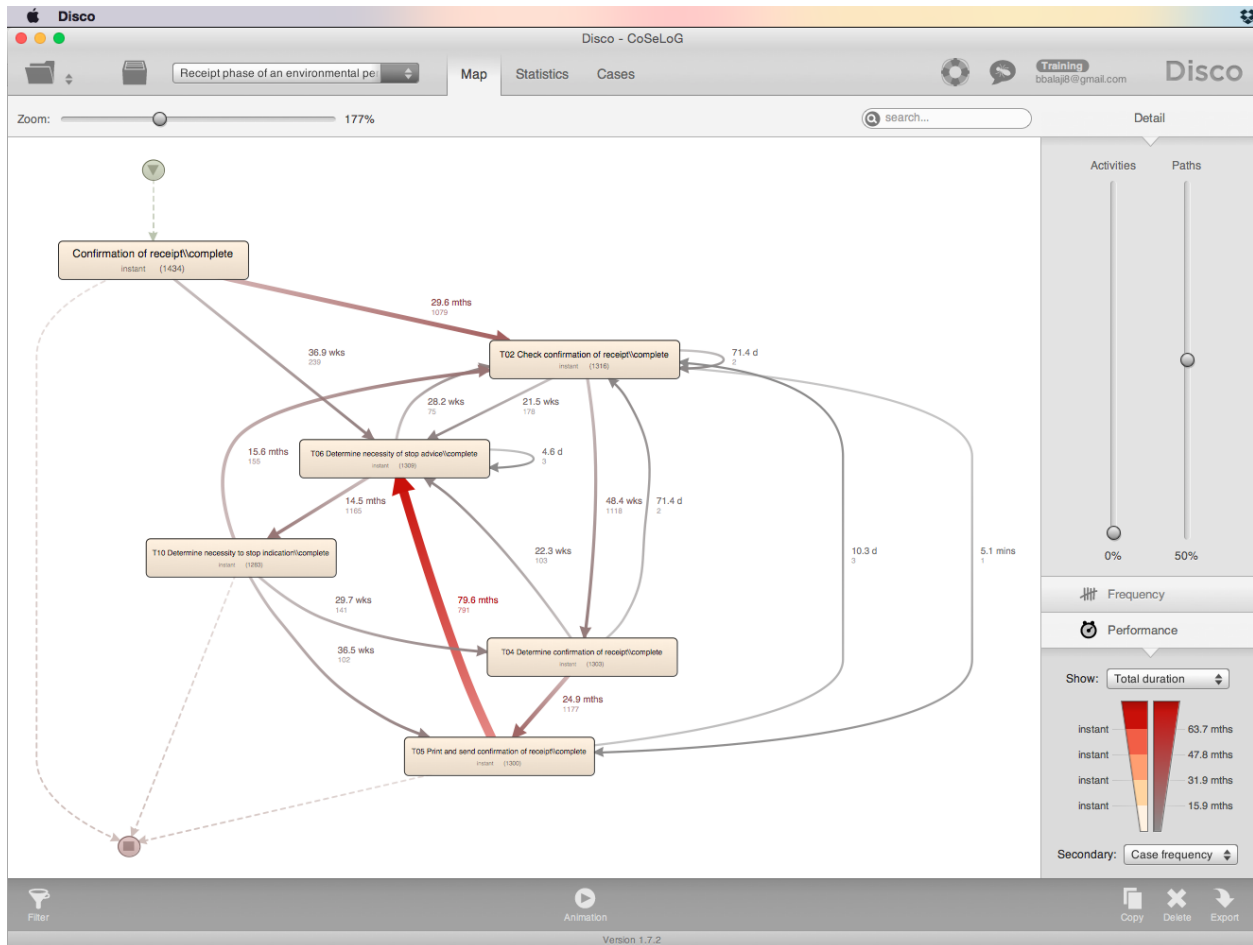 Disco
Disco - CoSeLoG
Receipt phase of an environmental pe
Map
Statistics
Cases
Training
bbalaji8@gmail.com
Disco
Zoom:
177%
search...
Detail
Activities
Paths
Confirmation of receipt\\complete
instant (1434)
29.6 mths
1079
36.9 wks
239
T02 Check confirmation of receipt\\complete
instant (1316)
71.4 d
2
28.2 wks
75
21.5 wks
178
T06 Determine necessity of stop advice\\complete
instant (1309)
4.6 d
3
15.6 mths
155
14.5 mths
1165
48.4 wks
1118
71.4 d
2
T10 Determine necessity to stop indication\\complete
instant
22.3 wks
103
10.3 d
3
5.1 mins
1
0%
50%
29.7 wks
141
79.6 mths
791
Frequency
Performance
36.5 wks
102
T04 Determine confirmation of receipt\\complete
instant (1303)
24.9 mths
1177
Show:
Total duration
T05 Print and send confirmation of receipt\\complete
instant (1300)
instant
63.7 mths
instant
47.8 mths
instant
31.9 mths
instant
15.9 mths
Secondary:
Case frequency
Filter
Animation
Copy
Delete
Export
Version 1.7.2